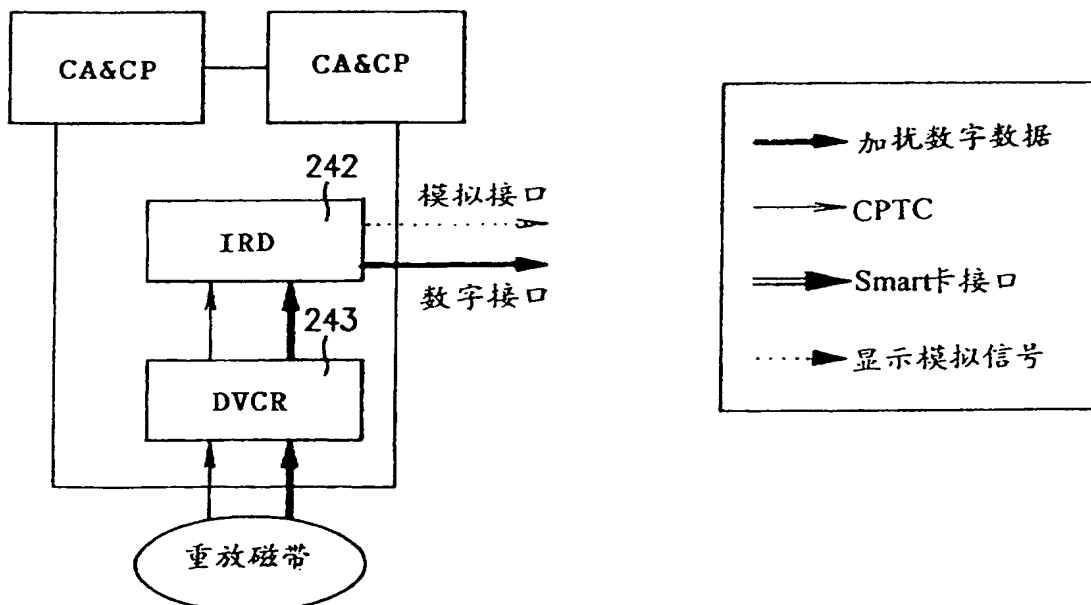 CA&CP
CA&CP
242
模拟接口
IRD
数字接口
243
DVCR
重放磁带
加扰数字数据
CPTC
Smart卡接口
显示模拟信号